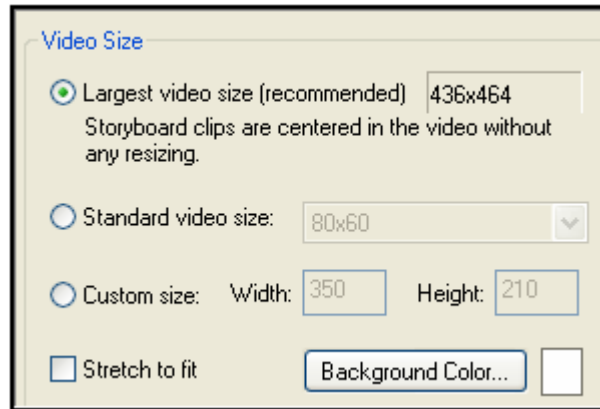 Video Size
Largest video size (recommended) 436x464
Storyboard clips are centered in the video without
any resizing.
Standard video size: 80x60
Custom size: Width: 350 Height: 210
Stretch to fit Background Color...